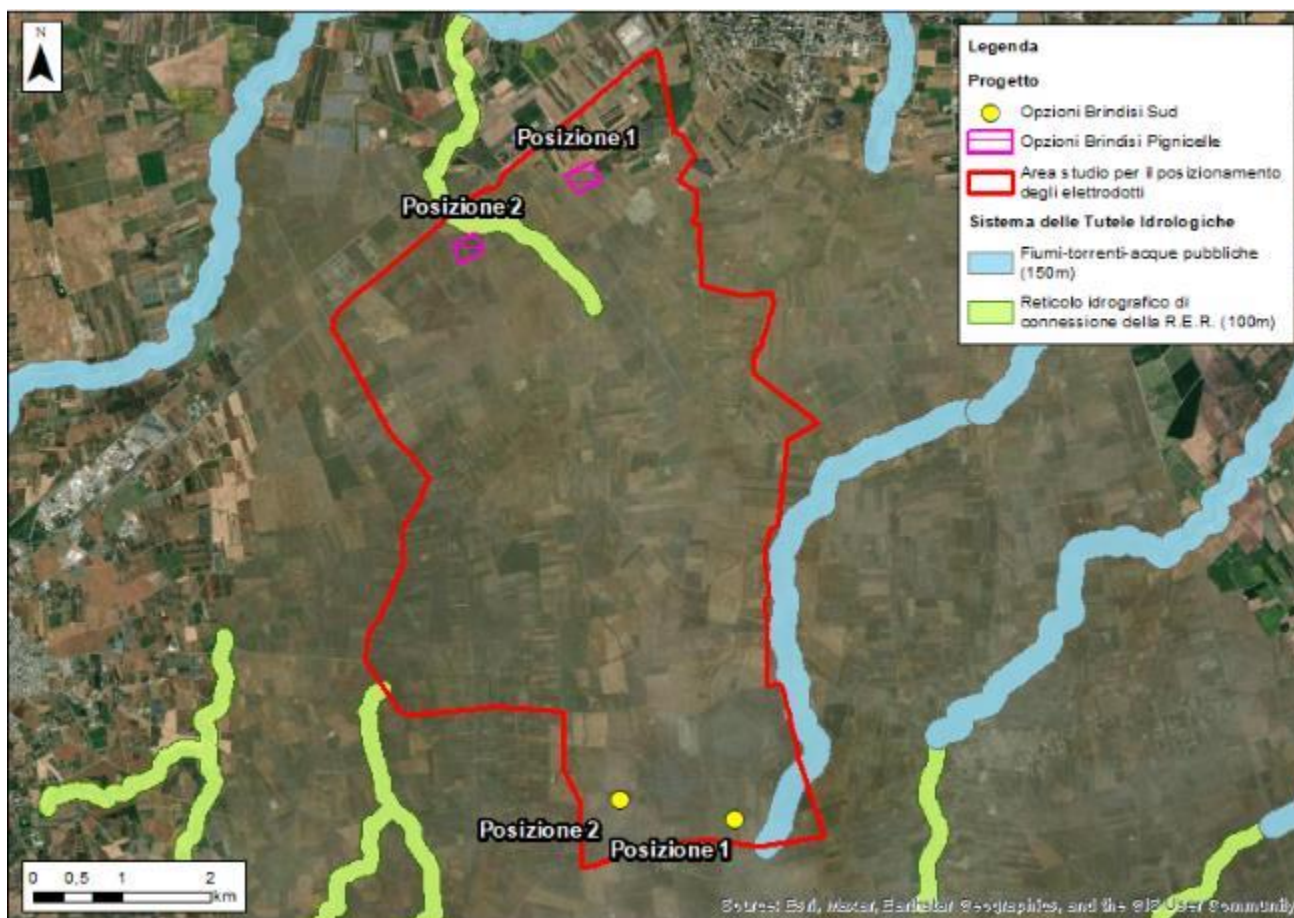 N
Legenda
Progetto
Opzioni Brindisi Sud
Opzioni Brindisi Pignicelle
Area studio per il posizionamento
degli elettrodotti
Sistema delle Tutele Idrologiche
Fiumi-torrenti-acque pubbliche
(150m)
Reticolo idrografico di
connessione della R.E.R. (100m)
Posizione 1
Posizione 2
Posizione 2
Posizione 1
0 0,5 1 2
km
Source: Esri, Maxar, Earthstar Geographics, and the GIS User Community